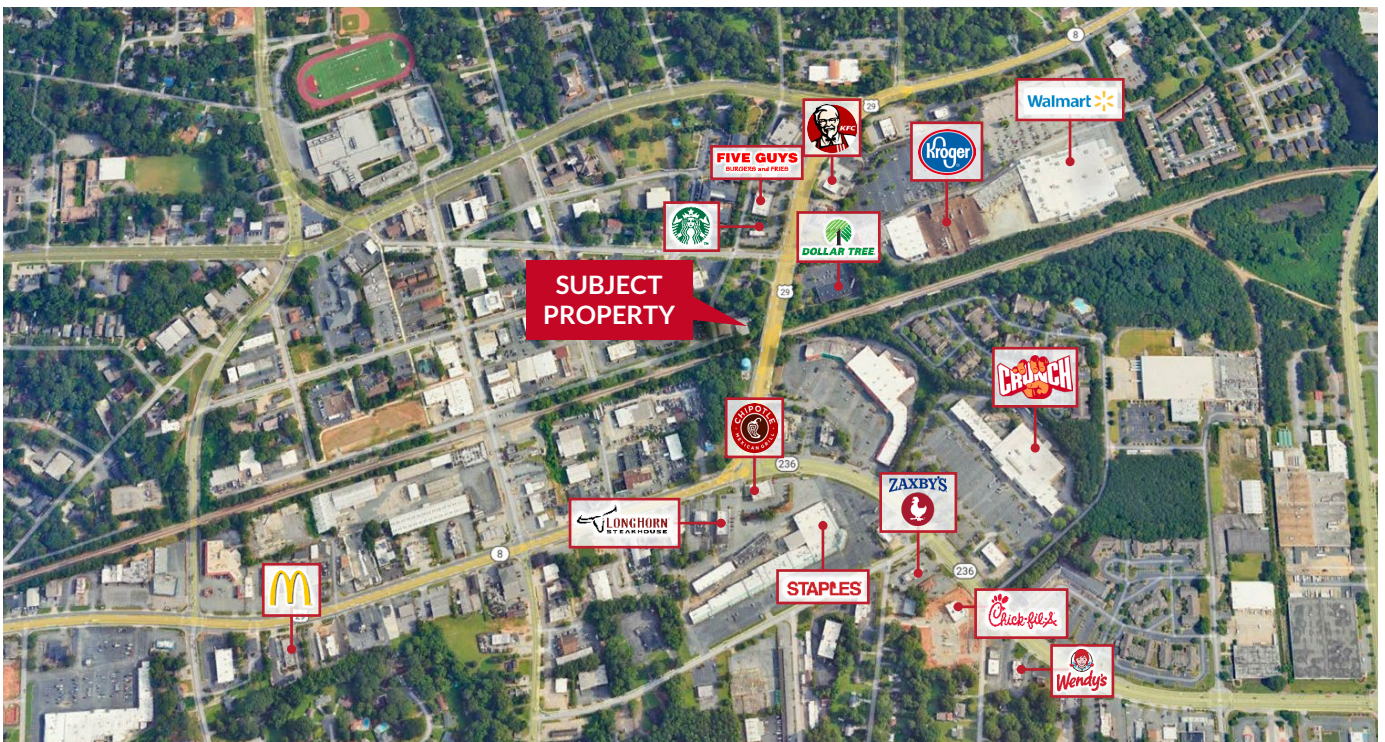 8
Walmart
29
KFC
Kroger
FIVE GUYS
BURGERS and FRIES
DOLLAR TREE
SUBJECT
PROPERTY
29
CRUNCH
CHIPOTLE
MEXICAN GRILL
236
ZAXBY'S
LONGHORN
STEAKHOUSE
8
236
STAPLES
M
Chick-fil-A
Wendy's